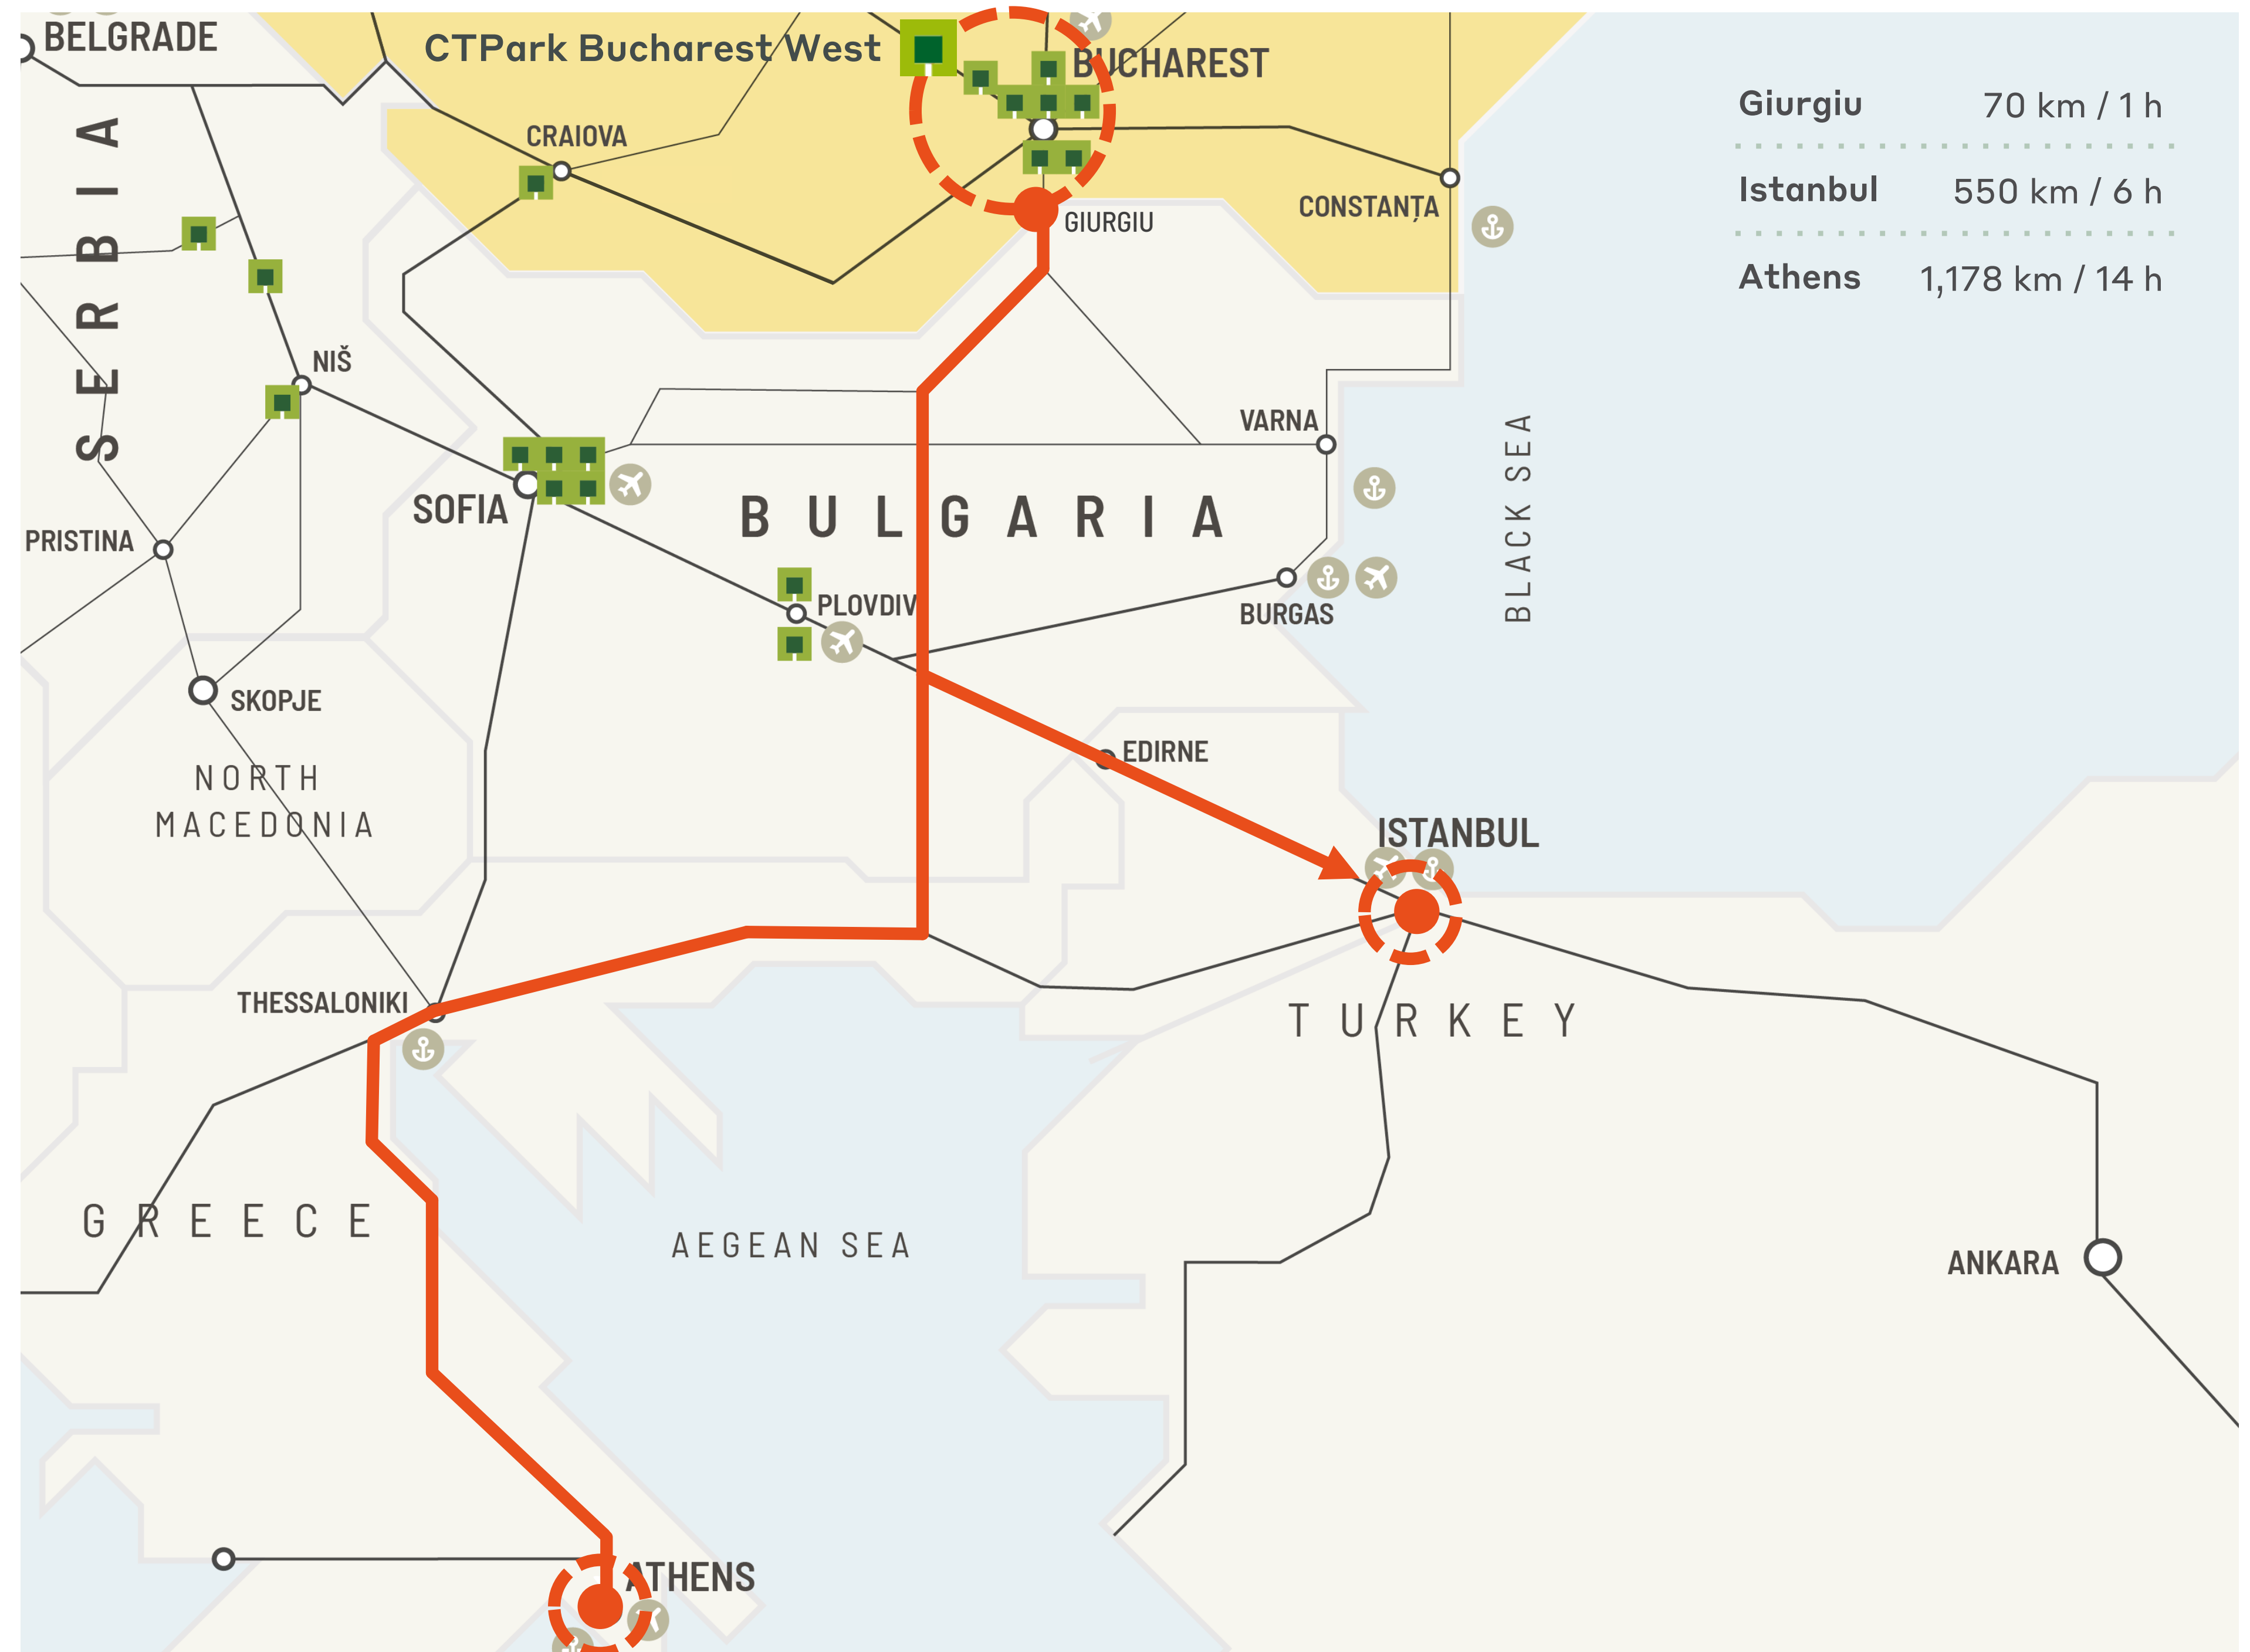 BELGRADE
CTPark Bucharest West
BUCHAREST
Giurgiu 70 km / 1 h
CRAIOVA
SERBIA
Istanbul 550 km / 6 h
CONSTANȚA
GIURGIU
Athens 1,178 km / 14 h
NIŠ
VARNA
SOFIA
BULGARIA
BLACK SEA
PRISTINA
PLOVDIV
BURGAS
SKOPJE
EDIRNE
NORTH
MACEDONIA
ISTANBUL
THESSALONIKI
TURKEY
GREECE
AEGEAN SEA
ANKARA
ATHENS